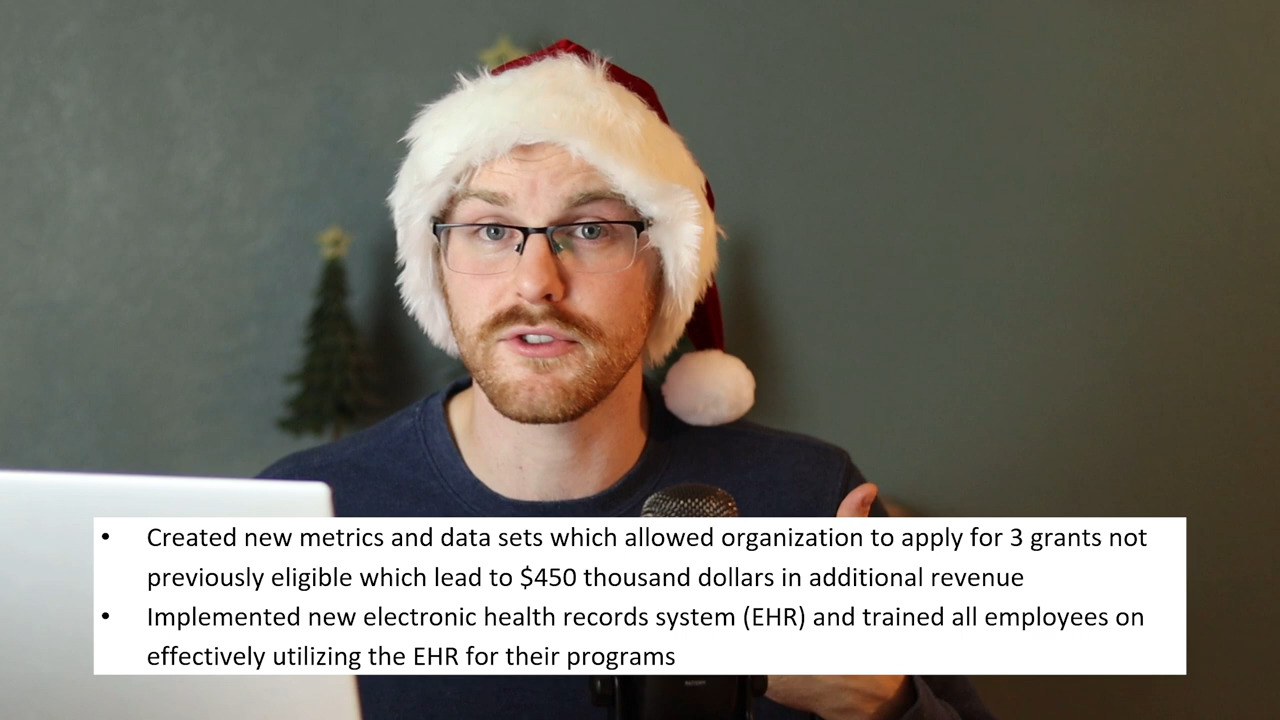 • Created new metrics and data sets which allowed organization to apply for 3 grants not
previously eligible which lead to $450 thousand dollars in additional revenue
• Implemented new electronic health records system (EHR) and trained all employees on
effectively utilizing the EHR for their programs